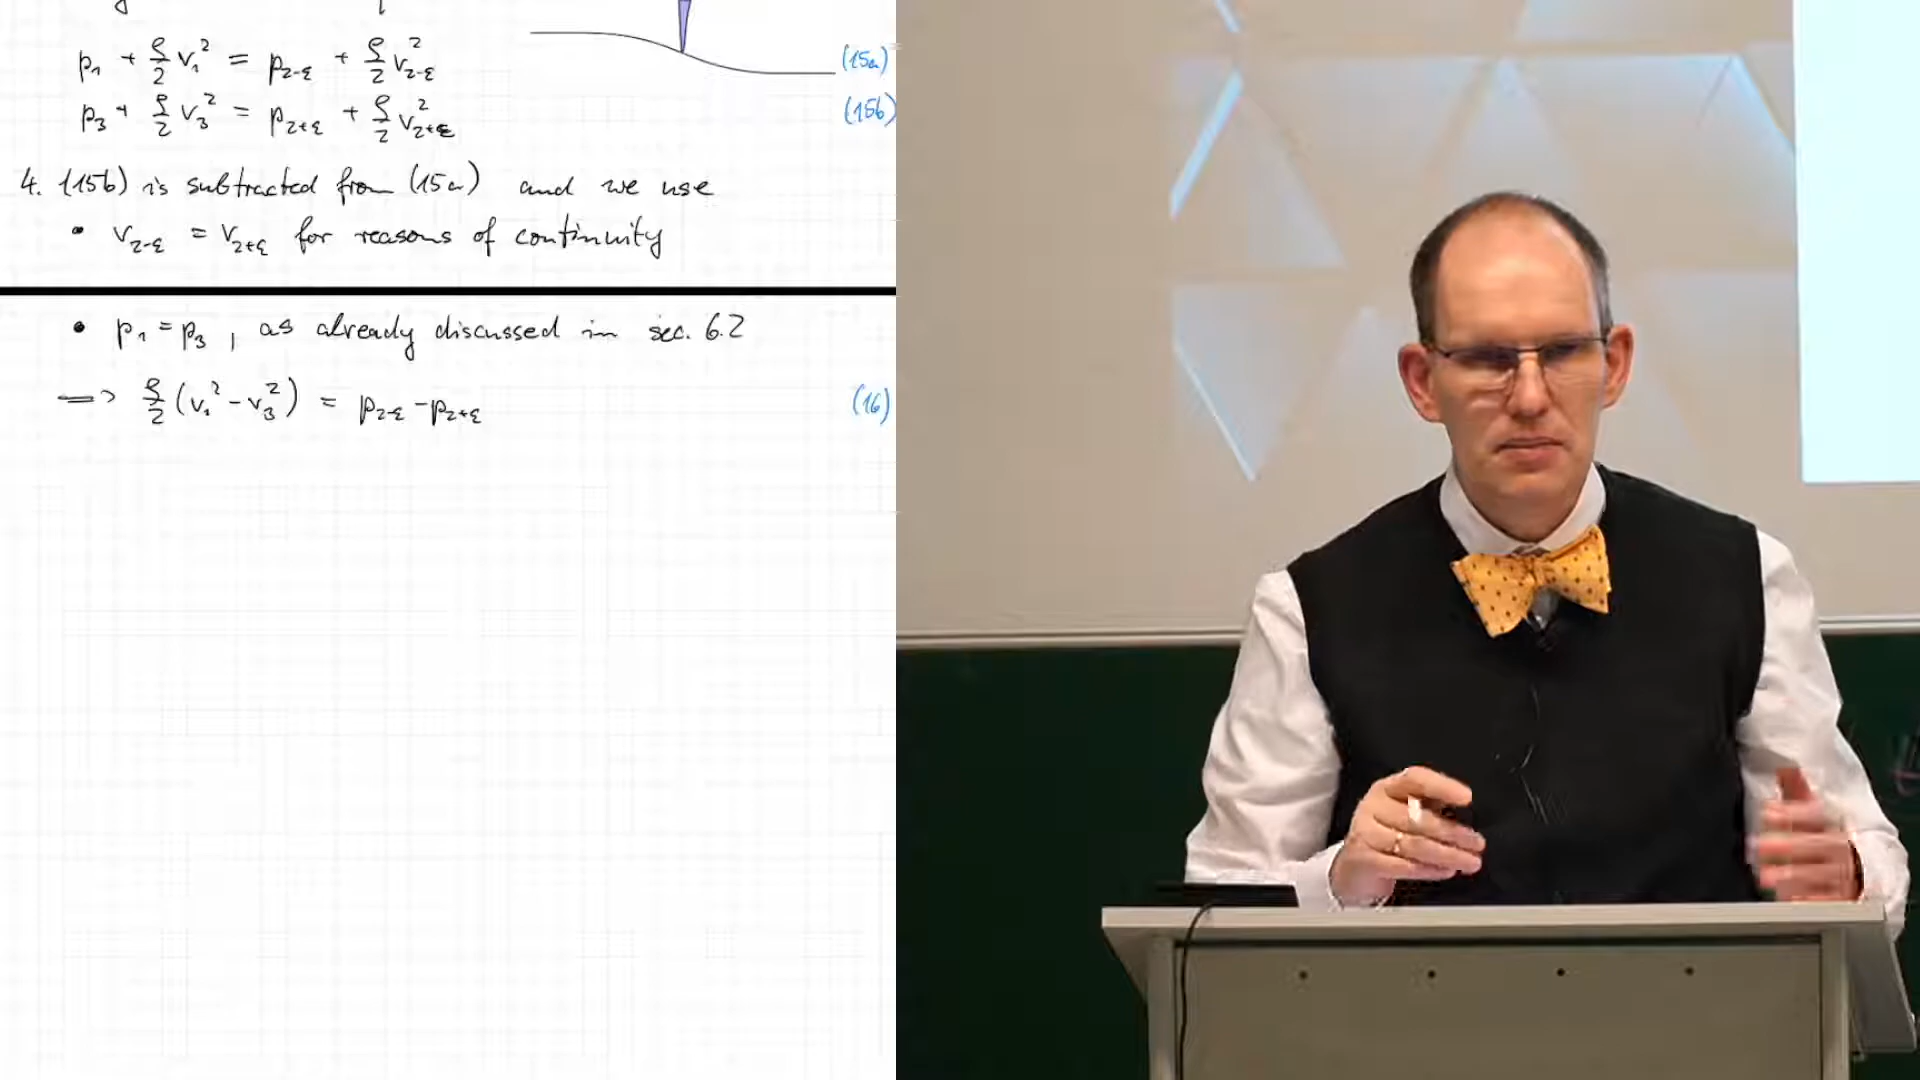 p₁ + ρ/2 v₁² = p₂₋ε + ρ/2 v²₂₋ε (15a)
p₃ + ρ/2 v₃² = p₂₊ε + ρ/2 v²₂₊ε (15b)
4. (15b) is subtracted from (15a) and we use
• v₂₋ε = v₂₊ε for reasons of continuity
• p₁ = p₃, as already discussed in sec. 6.2
⟹ ρ/2 (v₁² - v₃²) = p₂₋ε - p₂₊ε (16)